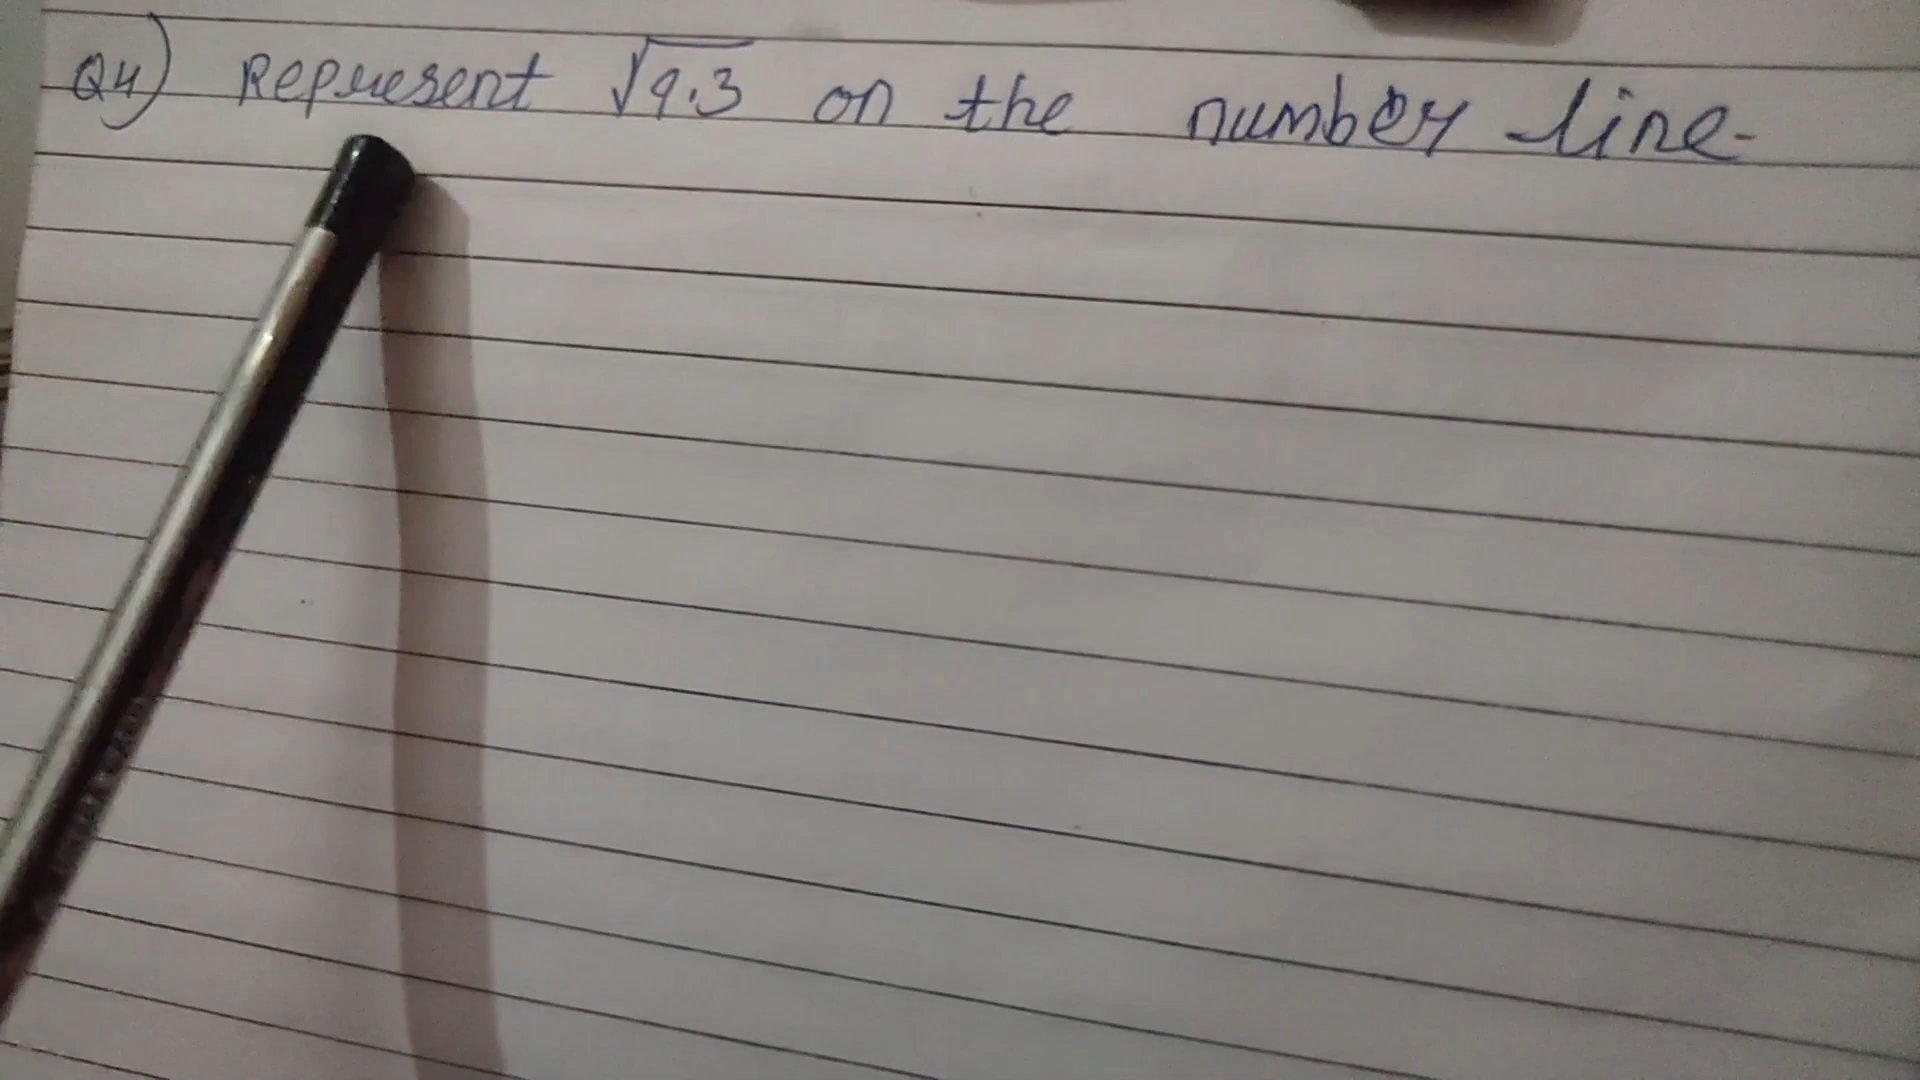 Q4) Represent √9.3 on the number line-